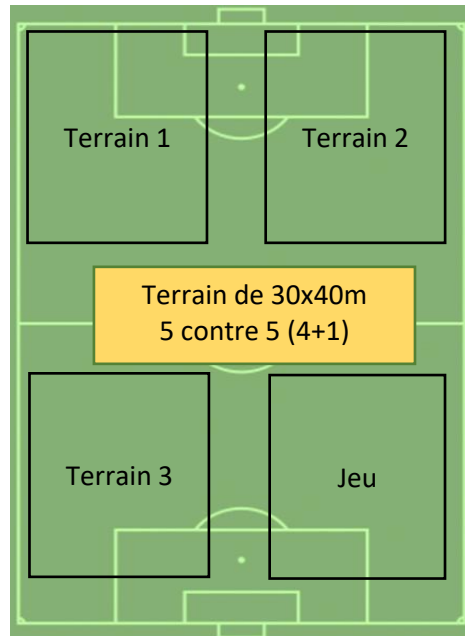 Terrain 1
Terrain 2
Terrain de 30x40m
5 contre 5 (4+1)
Terrain 3
Jeu